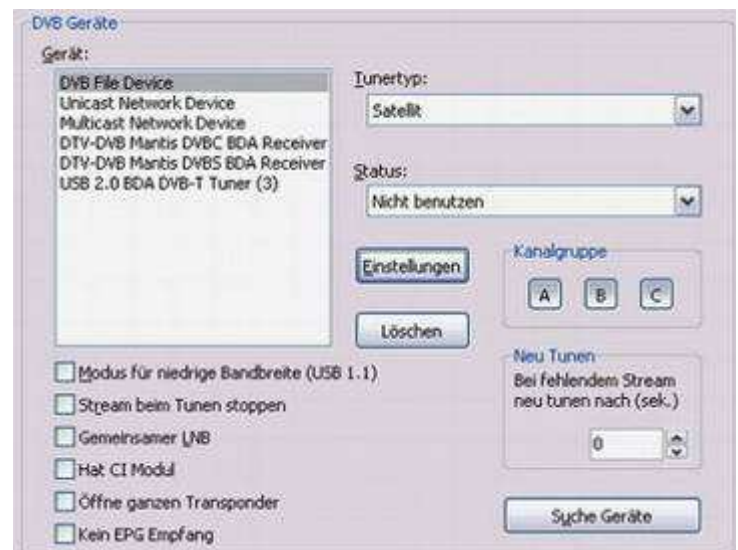 DVB Geräte
Gerät:
DVB File Device
Unicast Network Device
Multicast Network Device
DTV-DVB Mantis DVBC BDA Receiver
DTV-DVB Mantis DVBS BDA Receiver
USB 2.0 BDA DVB-T Tuner (3)
Tunertyp:
Satellit
Status:
Nicht benutzen
Einstellungen
Löschen
Kanalgruppe
A B C
Modus für niedrige Bandbreite (USB 1.1)
Stream beim Tunen stoppen
Gemeinsamer LNB
Hat CI Modul
Öffne ganzen Transponder
Kein EPG Empfang
Neu Tunen
Bei fehlendem Stream
neu tunen nach (sek.)
0
Suche Geräte